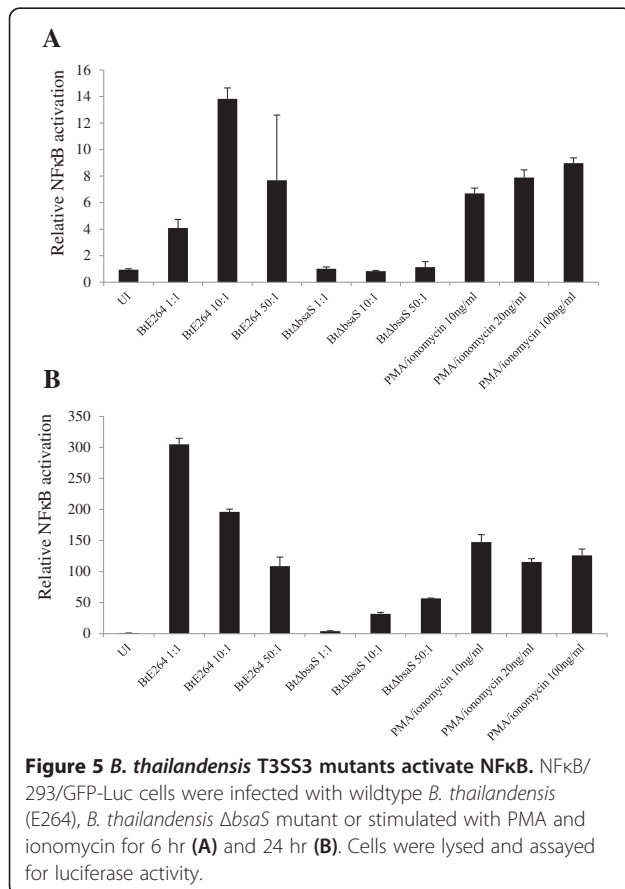 A
Relative NFκB activation
16
14
12
10
8
6
4
2
0
UI
BtE264 1:1
BtE264 10:1
BtE264 50:1
BtΔbsaS 1:1
BtΔbsaS 10:1
BtΔbsaS 50:1
PMA/ionomycin 10ng/ml
PMA/ionomycin 20ng/ml
PMA/ionomycin 100ng/ml
B
Relative NFκB activation
350
300
250
200
150
100
50
0
UI
BtE264 1:1
BtE264 10:1
BtE264 50:1
BtΔbsaS 1:1
BtΔbsaS 10:1
BtΔbsaS 50:1
PMA/ionomycin 10ng/ml
PMA/ionomycin 20ng/ml
PMA/ionomycin 100ng/ml
Figure 5 B. thailandensis T3SS3 mutants activate NFκB. NFκB/
293/GFP-Luc cells were infected with wildtype B. thailandensis
(E264), B. thailandensis ΔbsaS mutant or stimulated with PMA and
ionomycin for 6 hr (A) and 24 hr (B). Cells were lysed and assayed
for luciferase activity.